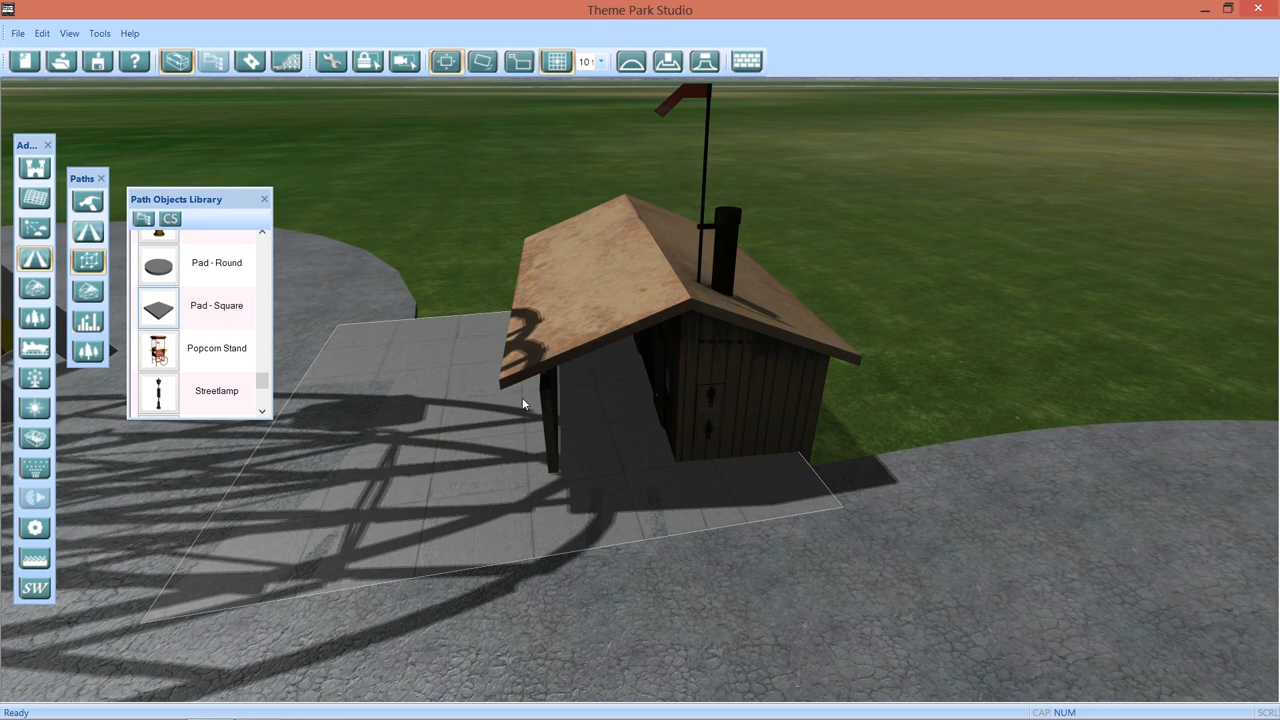 Theme Park Studio
File Edit View Tools Help
10
Ad...
Paths
Path Objects Library
CS
Pad - Round
Pad - Square
Popcorn Stand
Streetlamp
SW
Ready
CAP NUM SCRL